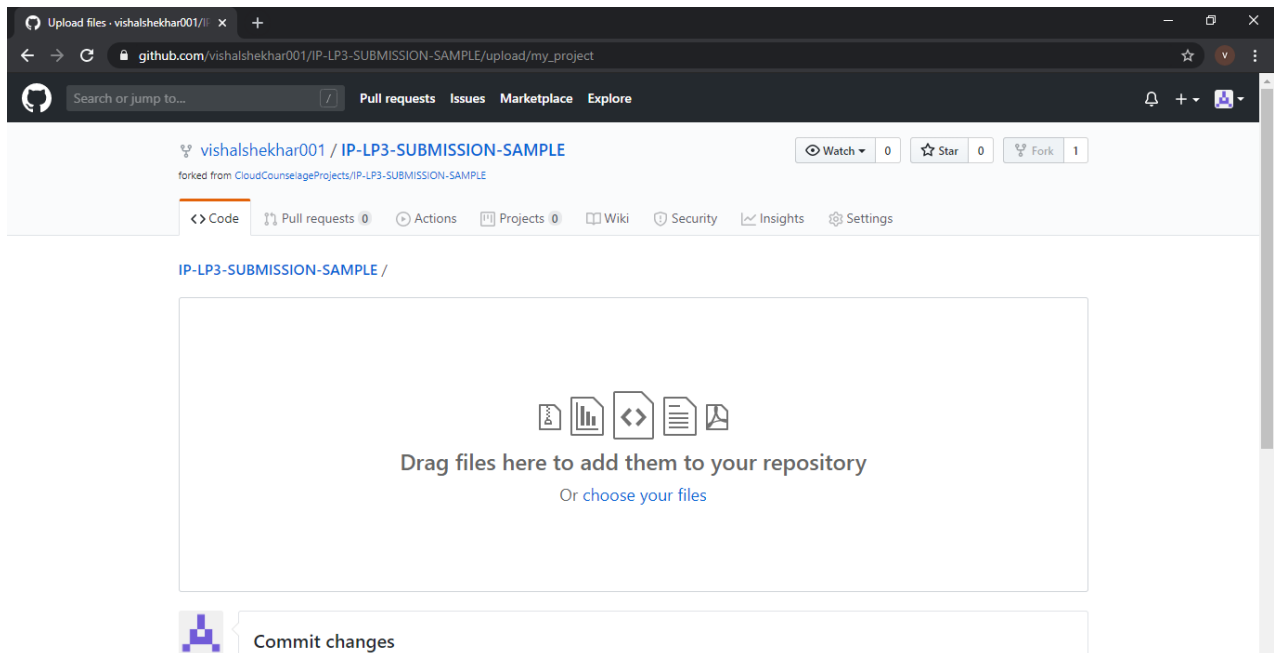 Upload files · vishalshekhar001/IP
github.com/vishalshekhar001/IP-LP3-SUBMISSION-SAMPLE/upload/my_project
V
Search or jump to... / Pull requests Issues Marketplace Explore
vishalshekhar001 / IP-LP3-SUBMISSION-SAMPLE Watch 0 Star 0 Fork 1
forked from CloudCounselageProjects/IP-LP3-SUBMISSION-SAMPLE
Code Pull requests 0 Actions Projects 0 Wiki Security Insights Settings
IP-LP3-SUBMISSION-SAMPLE /
Drag files here to add them to your repository
Or choose your files
Commit changes